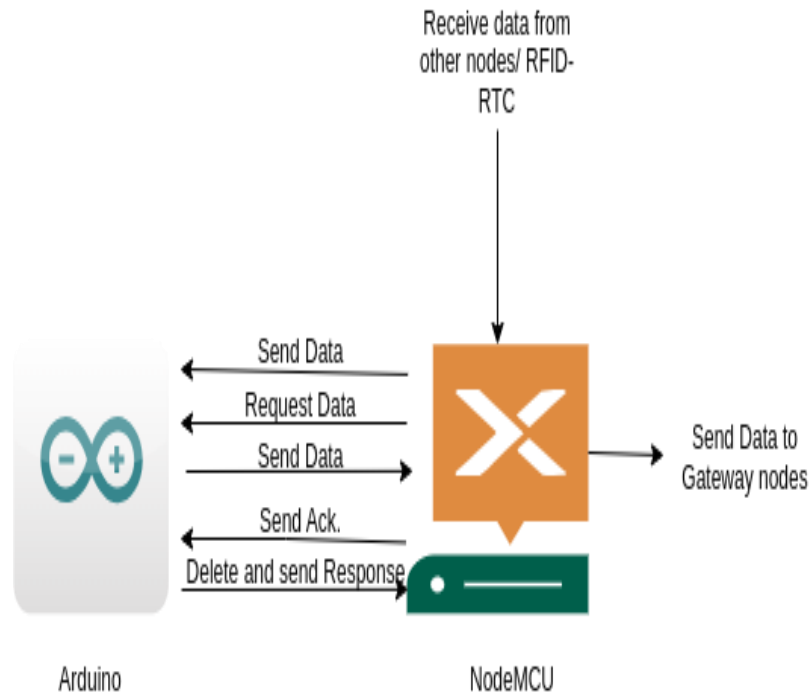 Receive data from
other nodes/ RFID-
RTC
Send Data
Request Data
Send Data
Send Ack.
Delete and send Response
Send Data to
Gateway nodes
Arduino
NodeMCU